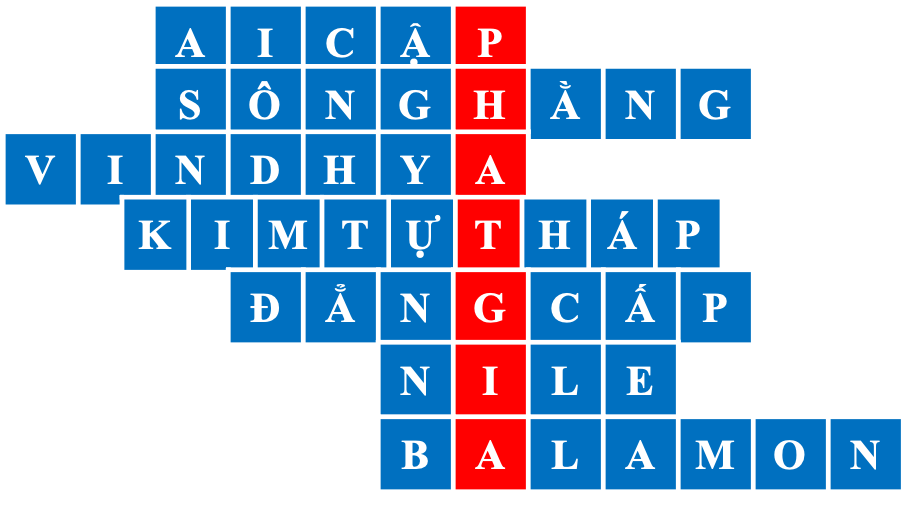 AICẬP
SÔNGHẰNG
VINDHYA
KIMTỰTHÁP
ĐẲNGCẤP
NILE
BALAMON